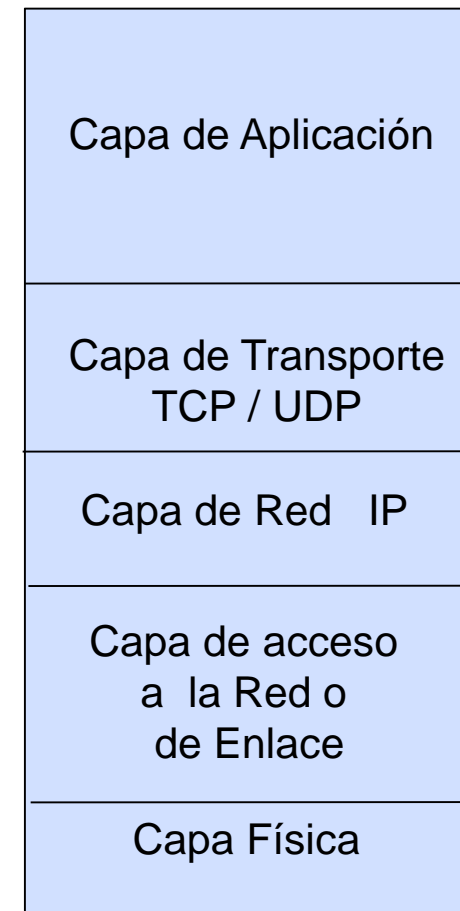 Capa de Aplicación
Capa de Transporte
TCP / UDP
Capa de Red IP
Capa de acceso
a la Red o
de Enlace
Capa Física